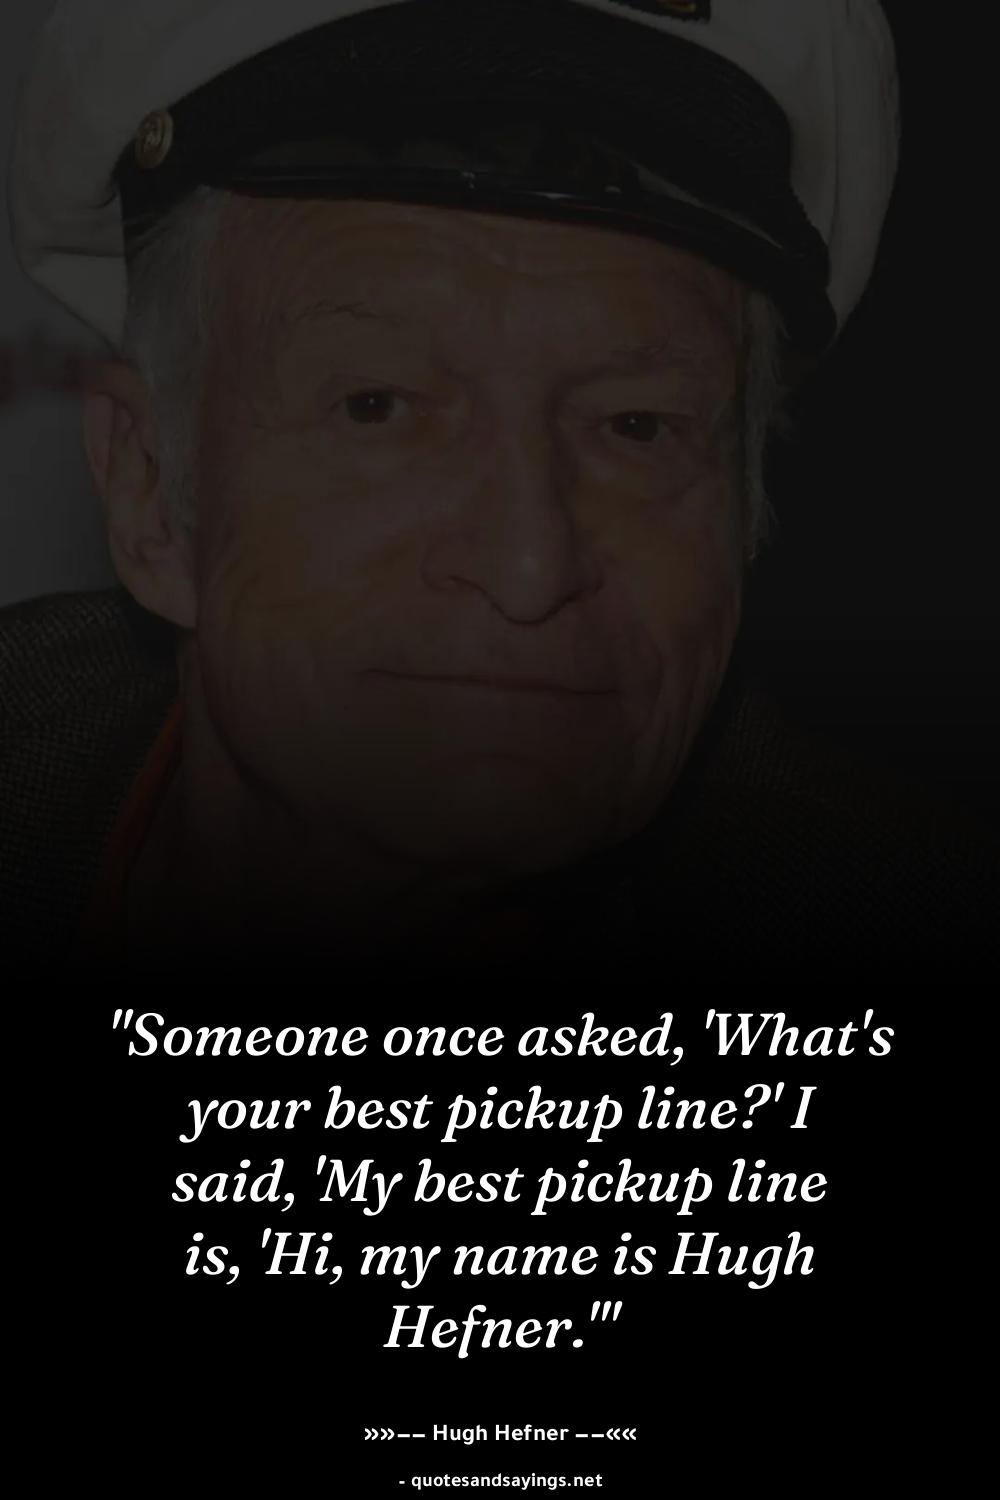 "Someone once asked, 'What's
your best pickup line?' I
said, 'My best pickup line
is, 'Hi, my name is Hugh
Hefner.'"
»»–– Hugh Hefner ––««
- quotesandsayings.net